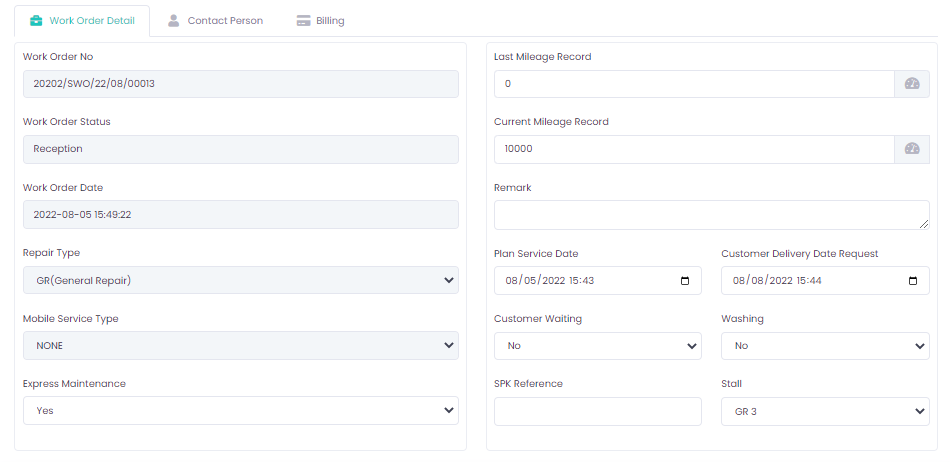 Work Order Detail
Contact Person
Billing
Work Order No
20202/SWO/22/08/00013
Work Order Status
Reception
Work Order Date
2022-08-05 15:49:22
Repair Type
GR(General Repair)
Mobile Service Type
NONE
Express Maintenance
Yes
Last Mileage Record
0
Current Mileage Record
10000
Remark
Plan Service Date
08/05/2022 15:43
Customer Delivery Date Request
08/08/2022 15:44
Customer Waiting
No
Washing
No
SPK Reference
Stall
GR 3